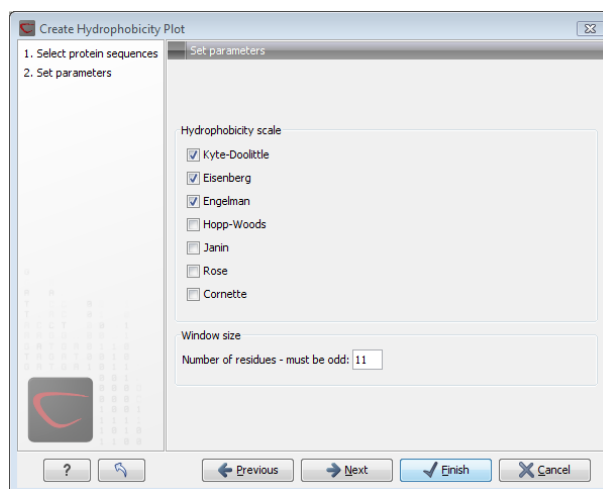 Create Hydrophobicity Plot
1. Select protein sequences
2. Set parameters
Set parameters
Hydrophobicity scale
Kyte-Doolittle
Eisenberg
Engelman
Hopp-Woods
Janin
Rose
Cornette
Window size
Number of residues - must be odd: 11
? Previous Next Finish Cancel